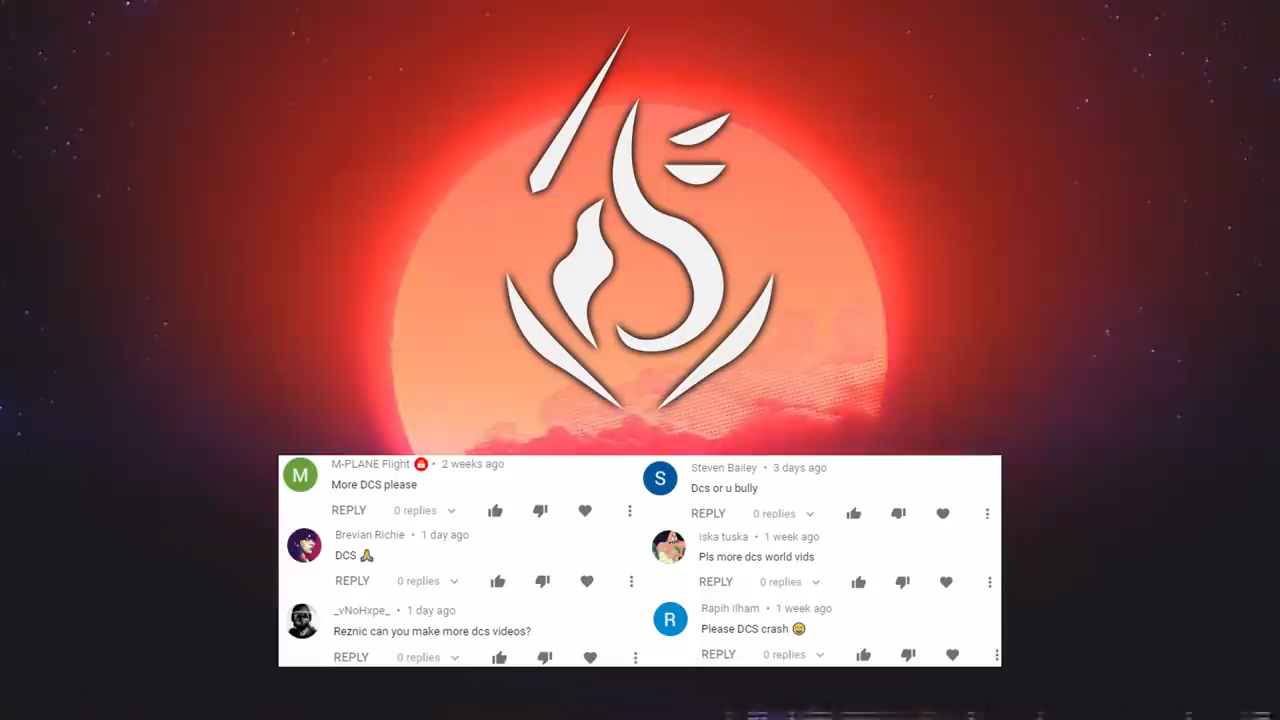 M
M-PLANE Flight • 2 weeks ago
More DCS please
REPLY 0 replies
Brevian Richie • 1 day ago
DCS 🙏
REPLY 0 replies
_vNoHxpe_ • 1 day ago
Reznic can you make more dcs videos?
REPLY 0 replies
S
Steven Bailey • 3 days ago
Dcs or u bully
REPLY 0 replies
iska tuska • 1 week ago
Pls more dcs world vids
REPLY 0 replies
R
Rapih Ilham • 1 week ago
Please DCS crash 😄
REPLY 0 replies